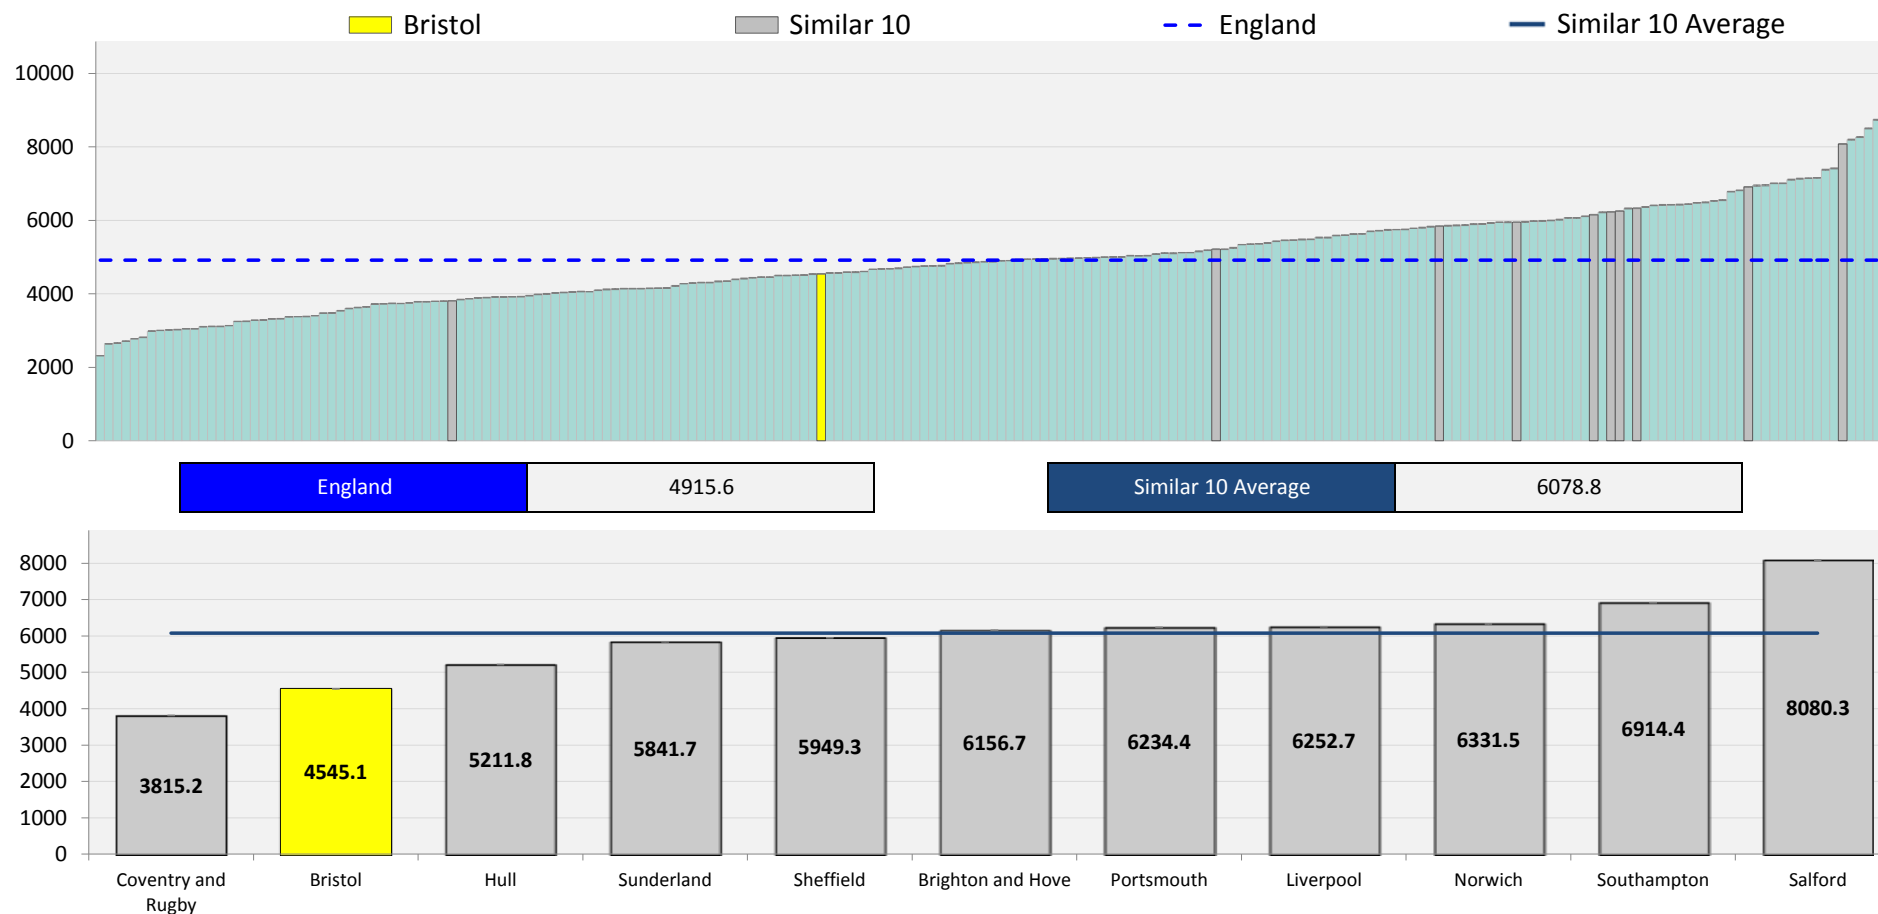 Bristol
Similar 10
England
Similar 10 Average
10000
8000
6000
4000
2000
0
England
4915.6
Similar 10 Average
6078.8
8000
7000
6000
5000
4000
3000
2000
1000
0
3815.2
4545.1
5211.8
5841.7
5949.3
6156.7
6234.4
6252.7
6331.5
6914.4
8080.3
Coventry and
Rugby
Bristol
Hull
Sunderland
Sheffield
Brighton and Hove
Portsmouth
Liverpool
Norwich
Southampton
Salford